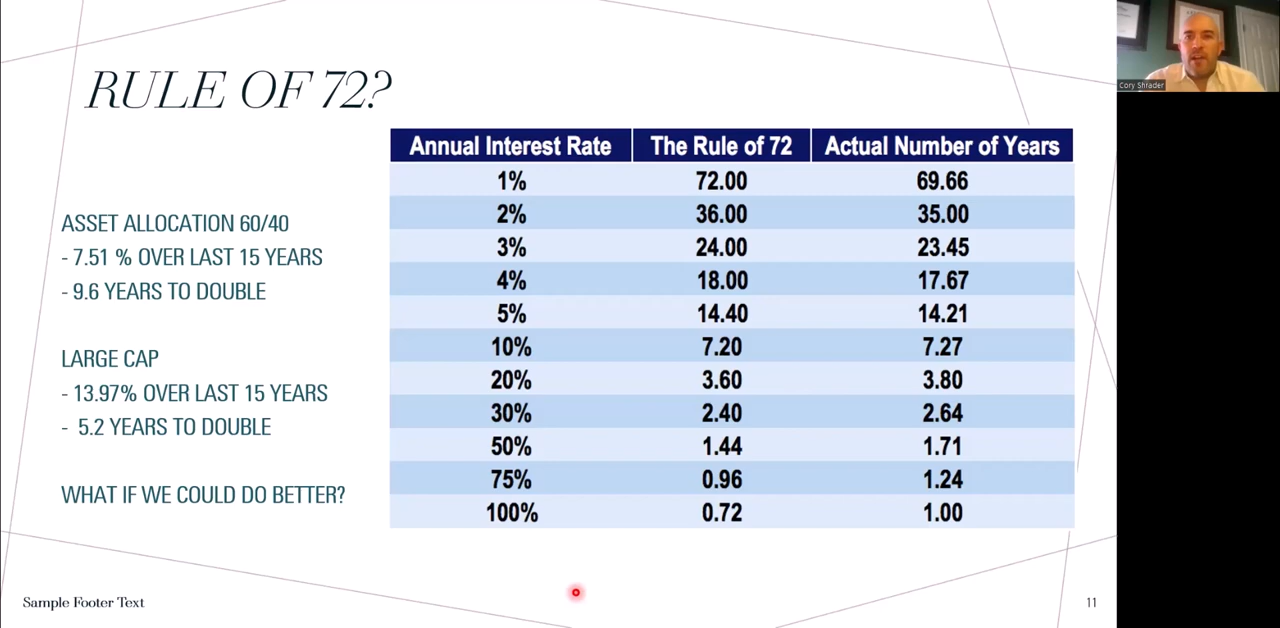 RULE OF 72?
ASSET ALLOCATION 60/40
- 7.51 % OVER LAST 15 YEARS
- 9.6 YEARS TO DOUBLE
LARGE CAP
- 13.97% OVER LAST 15 YEARS
- 5.2 YEARS TO DOUBLE
WHAT IF WE COULD DO BETTER?
Annual Interest Rate The Rule of 72 Actual Number of Years
1% 72.00 69.66
2% 36.00 35.00
3% 24.00 23.45
4% 18.00 17.67
5% 14.40 14.21
10% 7.20 7.27
20% 3.60 3.80
30% 2.40 2.64
50% 1.44 1.71
75% 0.96 1.24
100% 0.72 1.00
Sample Footer Text
11
Cory Shrader